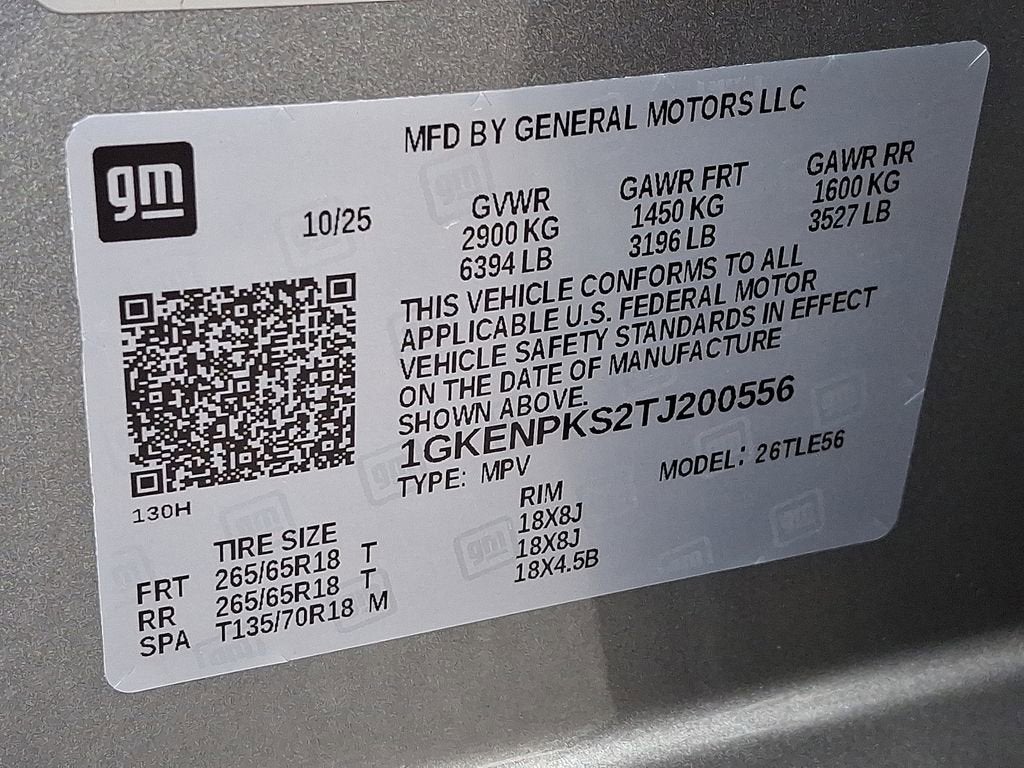 MFD BY GENERAL MOTORS LLC
gm
10/25
GVWR GAWR FRT GAWR RR
2900 KG 1450 KG 1600 KG
6394 LB 3196 LB 3527 LB
THIS VEHICLE CONFORMS TO ALL
APPLICABLE U.S. FEDERAL MOTOR
VEHICLE SAFETY STANDARDS IN EFFECT
ON THE DATE OF MANUFACTURE
SHOWN ABOVE.
1GKENPKS2TJ200556
TYPE: MPV MODEL: 26TLE56
130H
TIRE SIZE RIM
FRT 265/65R18 T 18X8J
RR 265/65R18 T 18X8J
SPA T135/70R18 M 18X4.5B